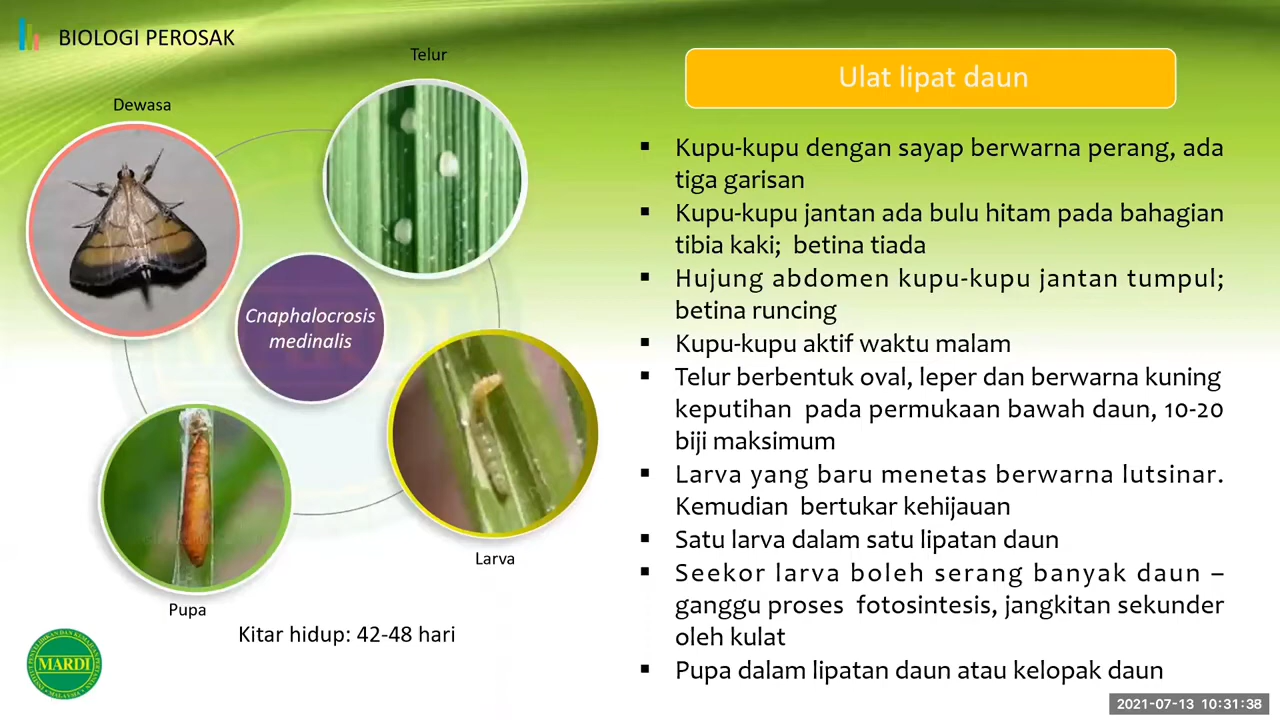 BIOLOGI PEROSAK
Telur
Dewasa
Cnaphalocrosis
medinalis
Larva
Pupa
Kitar hidup: 42-48 hari
MARDI
Ulat lipat daun
▪ Kupu-kupu dengan sayap berwarna perang, ada
tiga garisan
▪ Kupu-kupu jantan ada bulu hitam pada bahagian
tibia kaki; betina tiada
▪ Hujung abdomen kupu-kupu jantan tumpul;
betina runcing
▪ Kupu-kupu aktif waktu malam
▪ Telur berbentuk oval, leper dan berwarna kuning
keputihan pada permukaan bawah daun, 10-20
biji maksimum
▪ Larva yang baru menetas berwarna lutsinar.
Kemudian bertukar kehijauan
▪ Satu larva dalam satu lipatan daun
▪ Seekor larva boleh serang banyak daun –
ganggu proses fotosintesis, jangkitan sekunder
oleh kulat
▪ Pupa dalam lipatan daun atau kelopak daun
2021-07-13 10:31:38